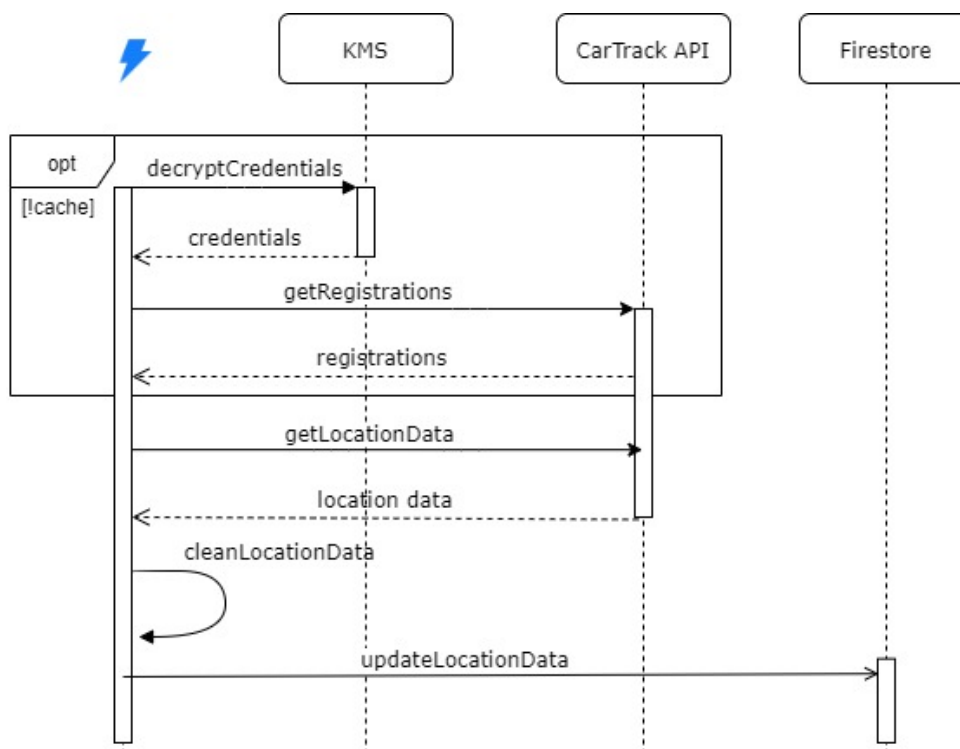 KMS
CarTrack API
Firestore
opt
decryptCredentials
[!cache]
credentials
getRegistrations
registrations
getLocationData
location data
cleanLocationData
updateLocationData